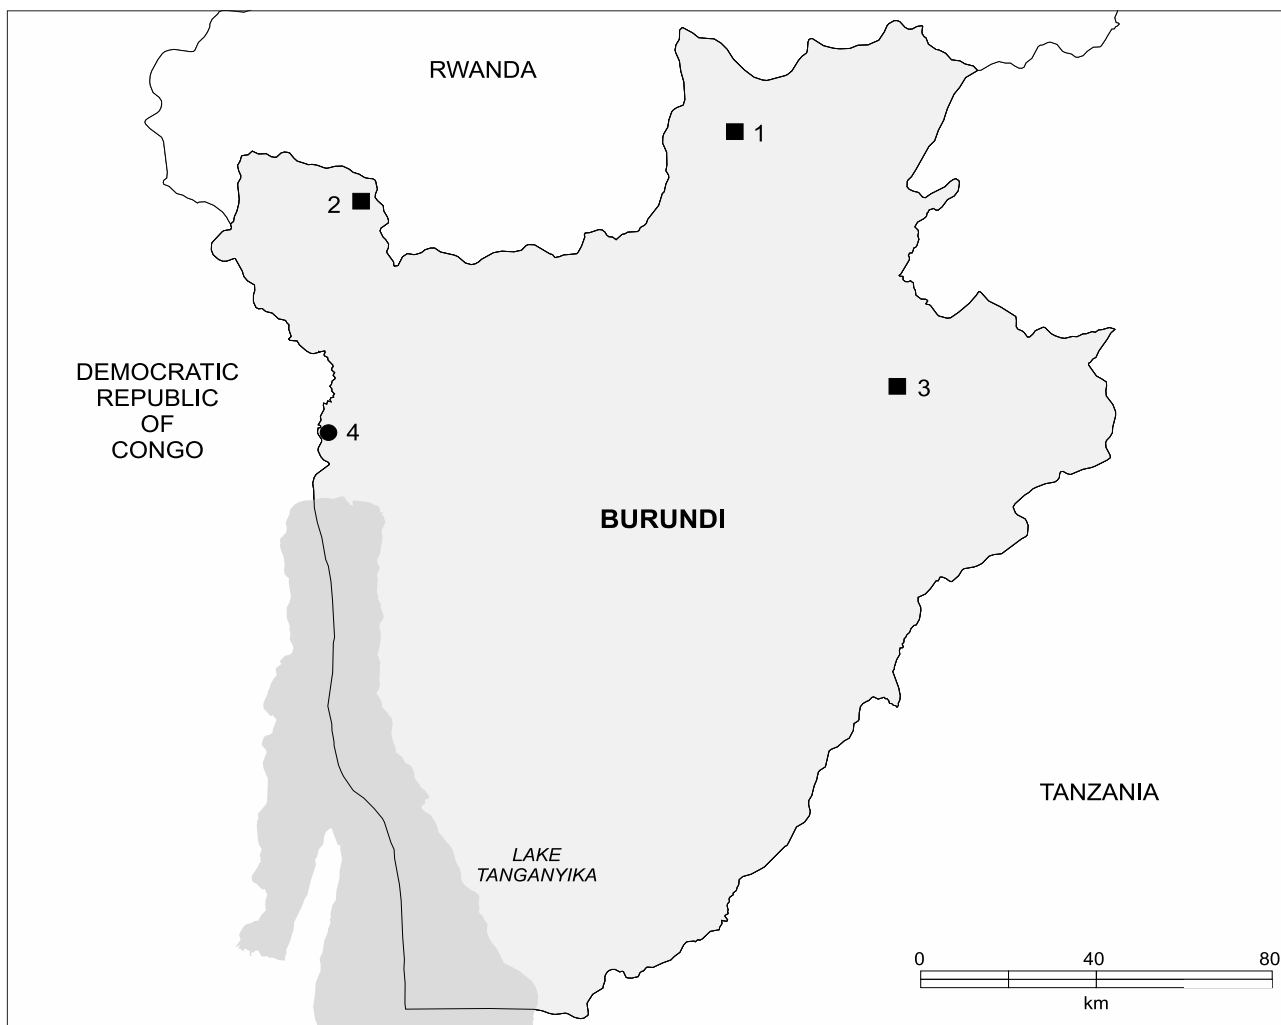 RWANDA
1
2
DEMOCRATIC
REPUBLIC
OF
CONGO
3
4
BURUNDI
TANZANIA
LAKE
TANGANYIKA
0 40 80
km